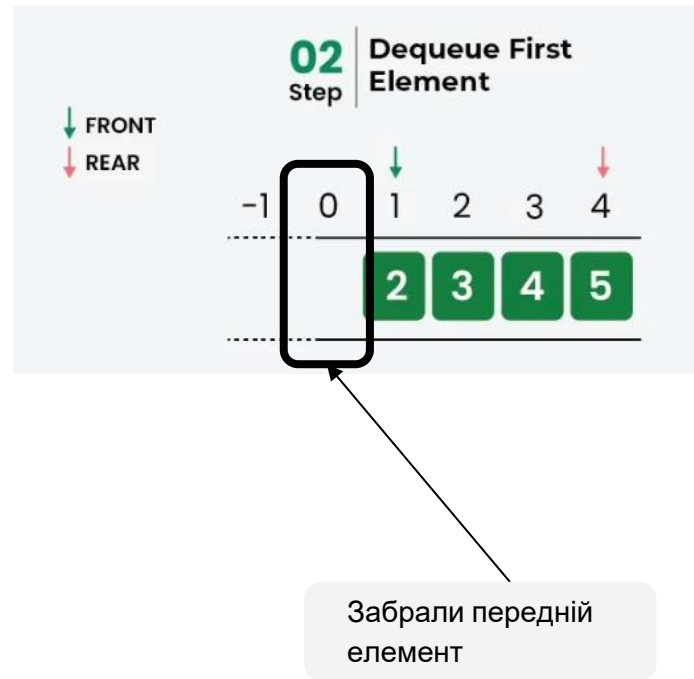 02
Step
Dequeue First
Element
FRONT
REAR
-1 0 1 2 3 4
2 3 4 5
Забрали передній
елемент